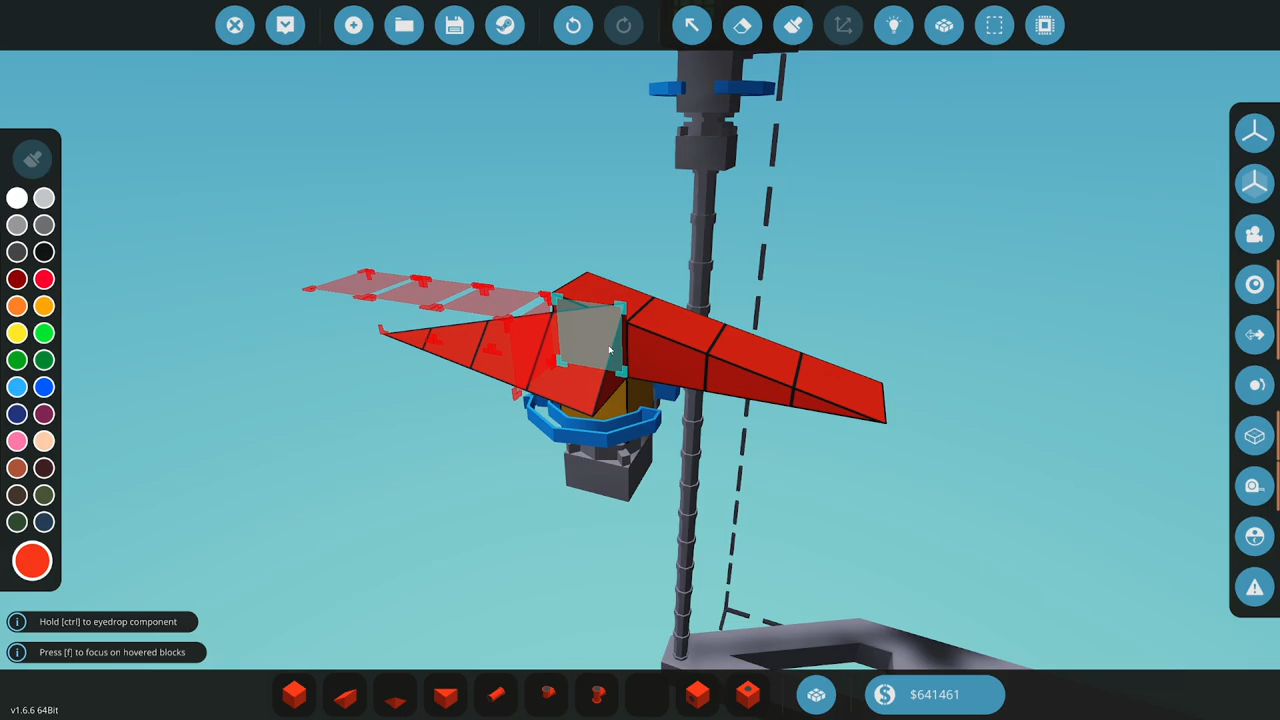 Hold [ctrl] to eyedrop component
Press [f] to focus on hovered blocks
$641461
v1.6.6 64Bit